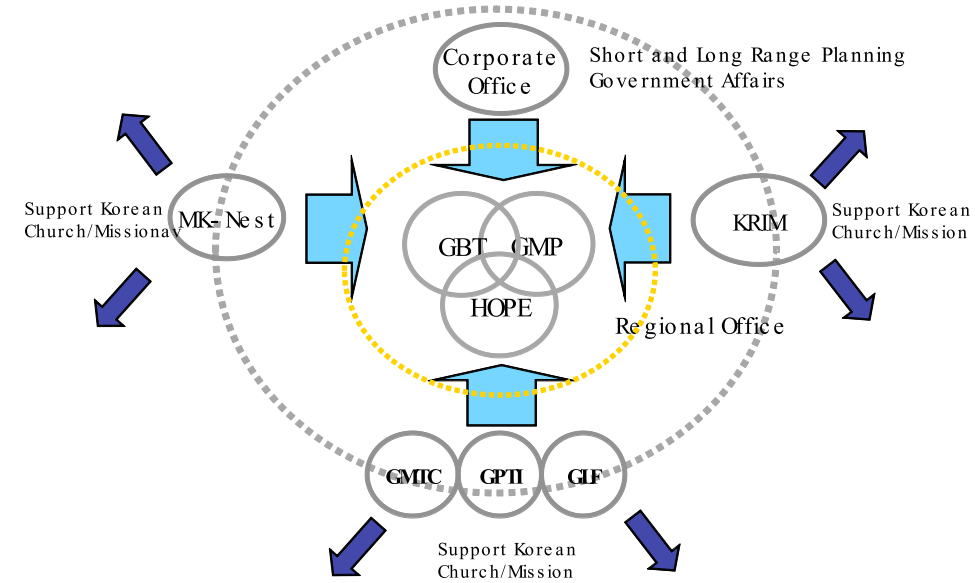 Corporate
Office
Short and Long Range Planning
Government Affairs
Support Korean
Church/Missionav
MK-Nest
GBT
GMP
HOPE
KRIM
Support Korean
Church/Mission
Regional Office
GMTC
GPTI
GLF
Support Korean
Church/Mission